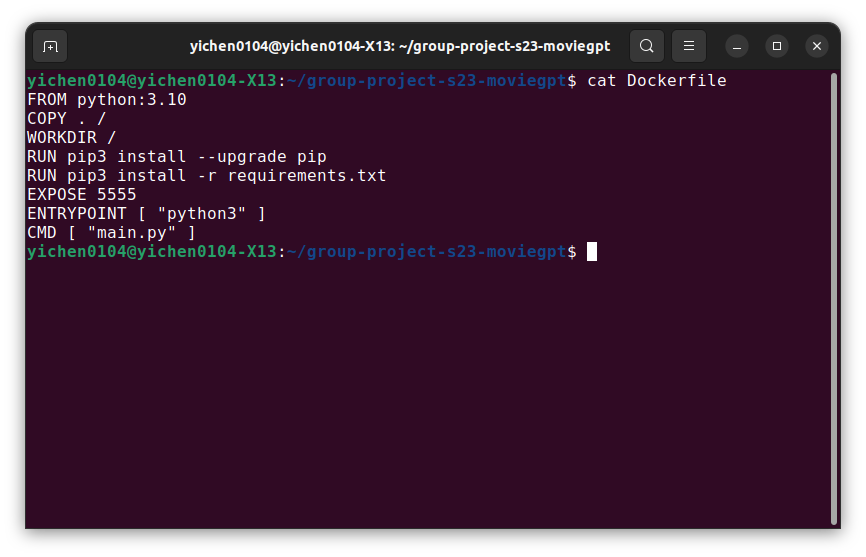 yichen0104@yichen0104-X13: ~/group-project-s23-moviegpt
yichen0104@yichen0104-X13:~/group-project-s23-moviegpt$ cat Dockerfile
FROM python:3.10
COPY . /
WORKDIR /
RUN pip3 install --upgrade pip
RUN pip3 install -r requirements.txt
EXPOSE 5555
ENTRYPOINT [ "python3" ]
CMD [ "main.py" ]
yichen0104@yichen0104-X13:~/group-project-s23-moviegpt$